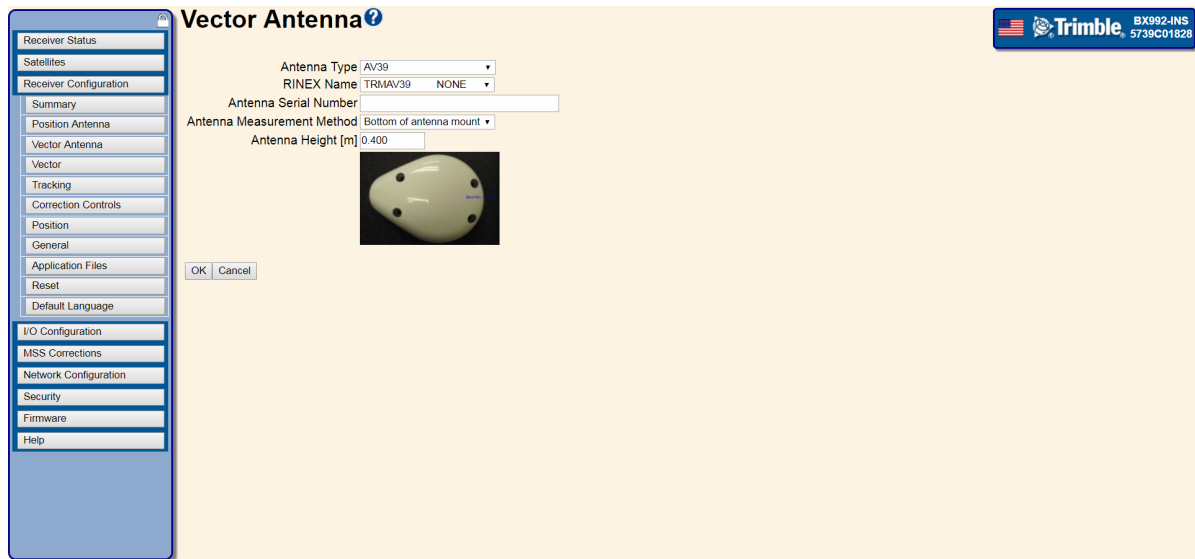 Vector Antenna?
Trimble® BX992-INS
5739C01828
Receiver Status
Satellites
Receiver Configuration
Summary
Position Antenna
Vector Antenna
Vector
Tracking
Correction Controls
Position
General
Application Files
Reset
Default Language
I/O Configuration
MSS Corrections
Network Configuration
Security
Firmware
Help
Antenna Type AV39
RINEX Name TRMAV39 NONE
Antenna Serial Number
Antenna Measurement Method Bottom of antenna mount
Antenna Height [m] 0.400
OK Cancel